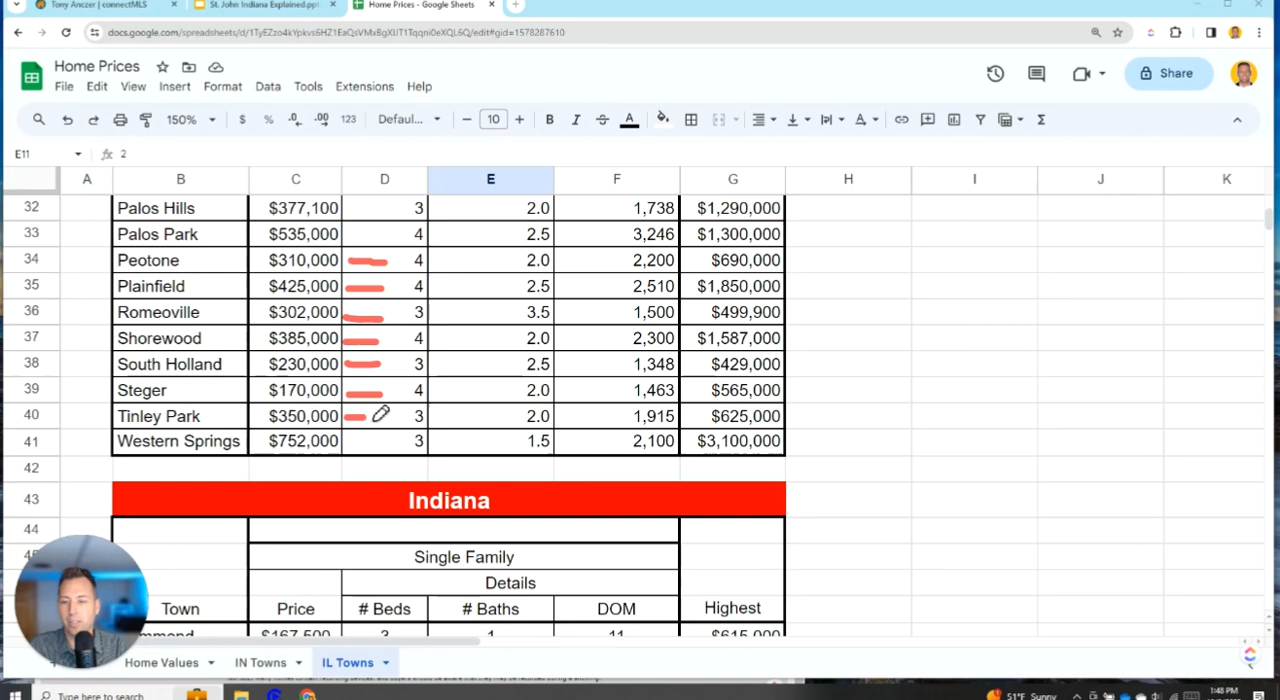 Tony Anczer | connectMLS × St. John Indiana Explained.ppt × Home Prices - Google Sheets × +
docs.google.com/spreadsheets/d/1TyEZzo4kYpkvs6HZ1EaQsVMxBgXlJT1Tqqni0eXQL6Q/edit#gid=1578287610
Home Prices
File Edit View Insert Format Data Tools Extensions Help
Share
150% $ % .0 .00 123 Defaul... − 10 + B I A Σ
E11 fx 2
A B C D E F G H I J K
32 Palos Hills $377,100 3 2.0 1,738 $1,290,000
33 Palos Park $535,000 4 2.5 3,246 $1,300,000
34 Peotone $310,000 4 2.0 2,200 $690,000
35 Plainfield $425,000 4 2.5 2,510 $1,850,000
36 Romeoville $302,000 3 3.5 1,500 $499,900
37 Shorewood $385,000 4 2.0 2,300 $1,587,000
38 South Holland $230,000 3 2.5 1,348 $429,000
39 Steger $170,000 4 2.0 1,463 $565,000
40 Tinley Park $350,000 3 2.0 1,915 $625,000
41 Western Springs $752,000 3 1.5 2,100 $3,100,000
42
43 Indiana
44
Single Family
Details
Town Price # Beds # Baths DOM Highest
$167,500 3 1 11 $615,000
Home Values IN Towns IL Towns
Type here to search 51°F Sunny 1:48 PM